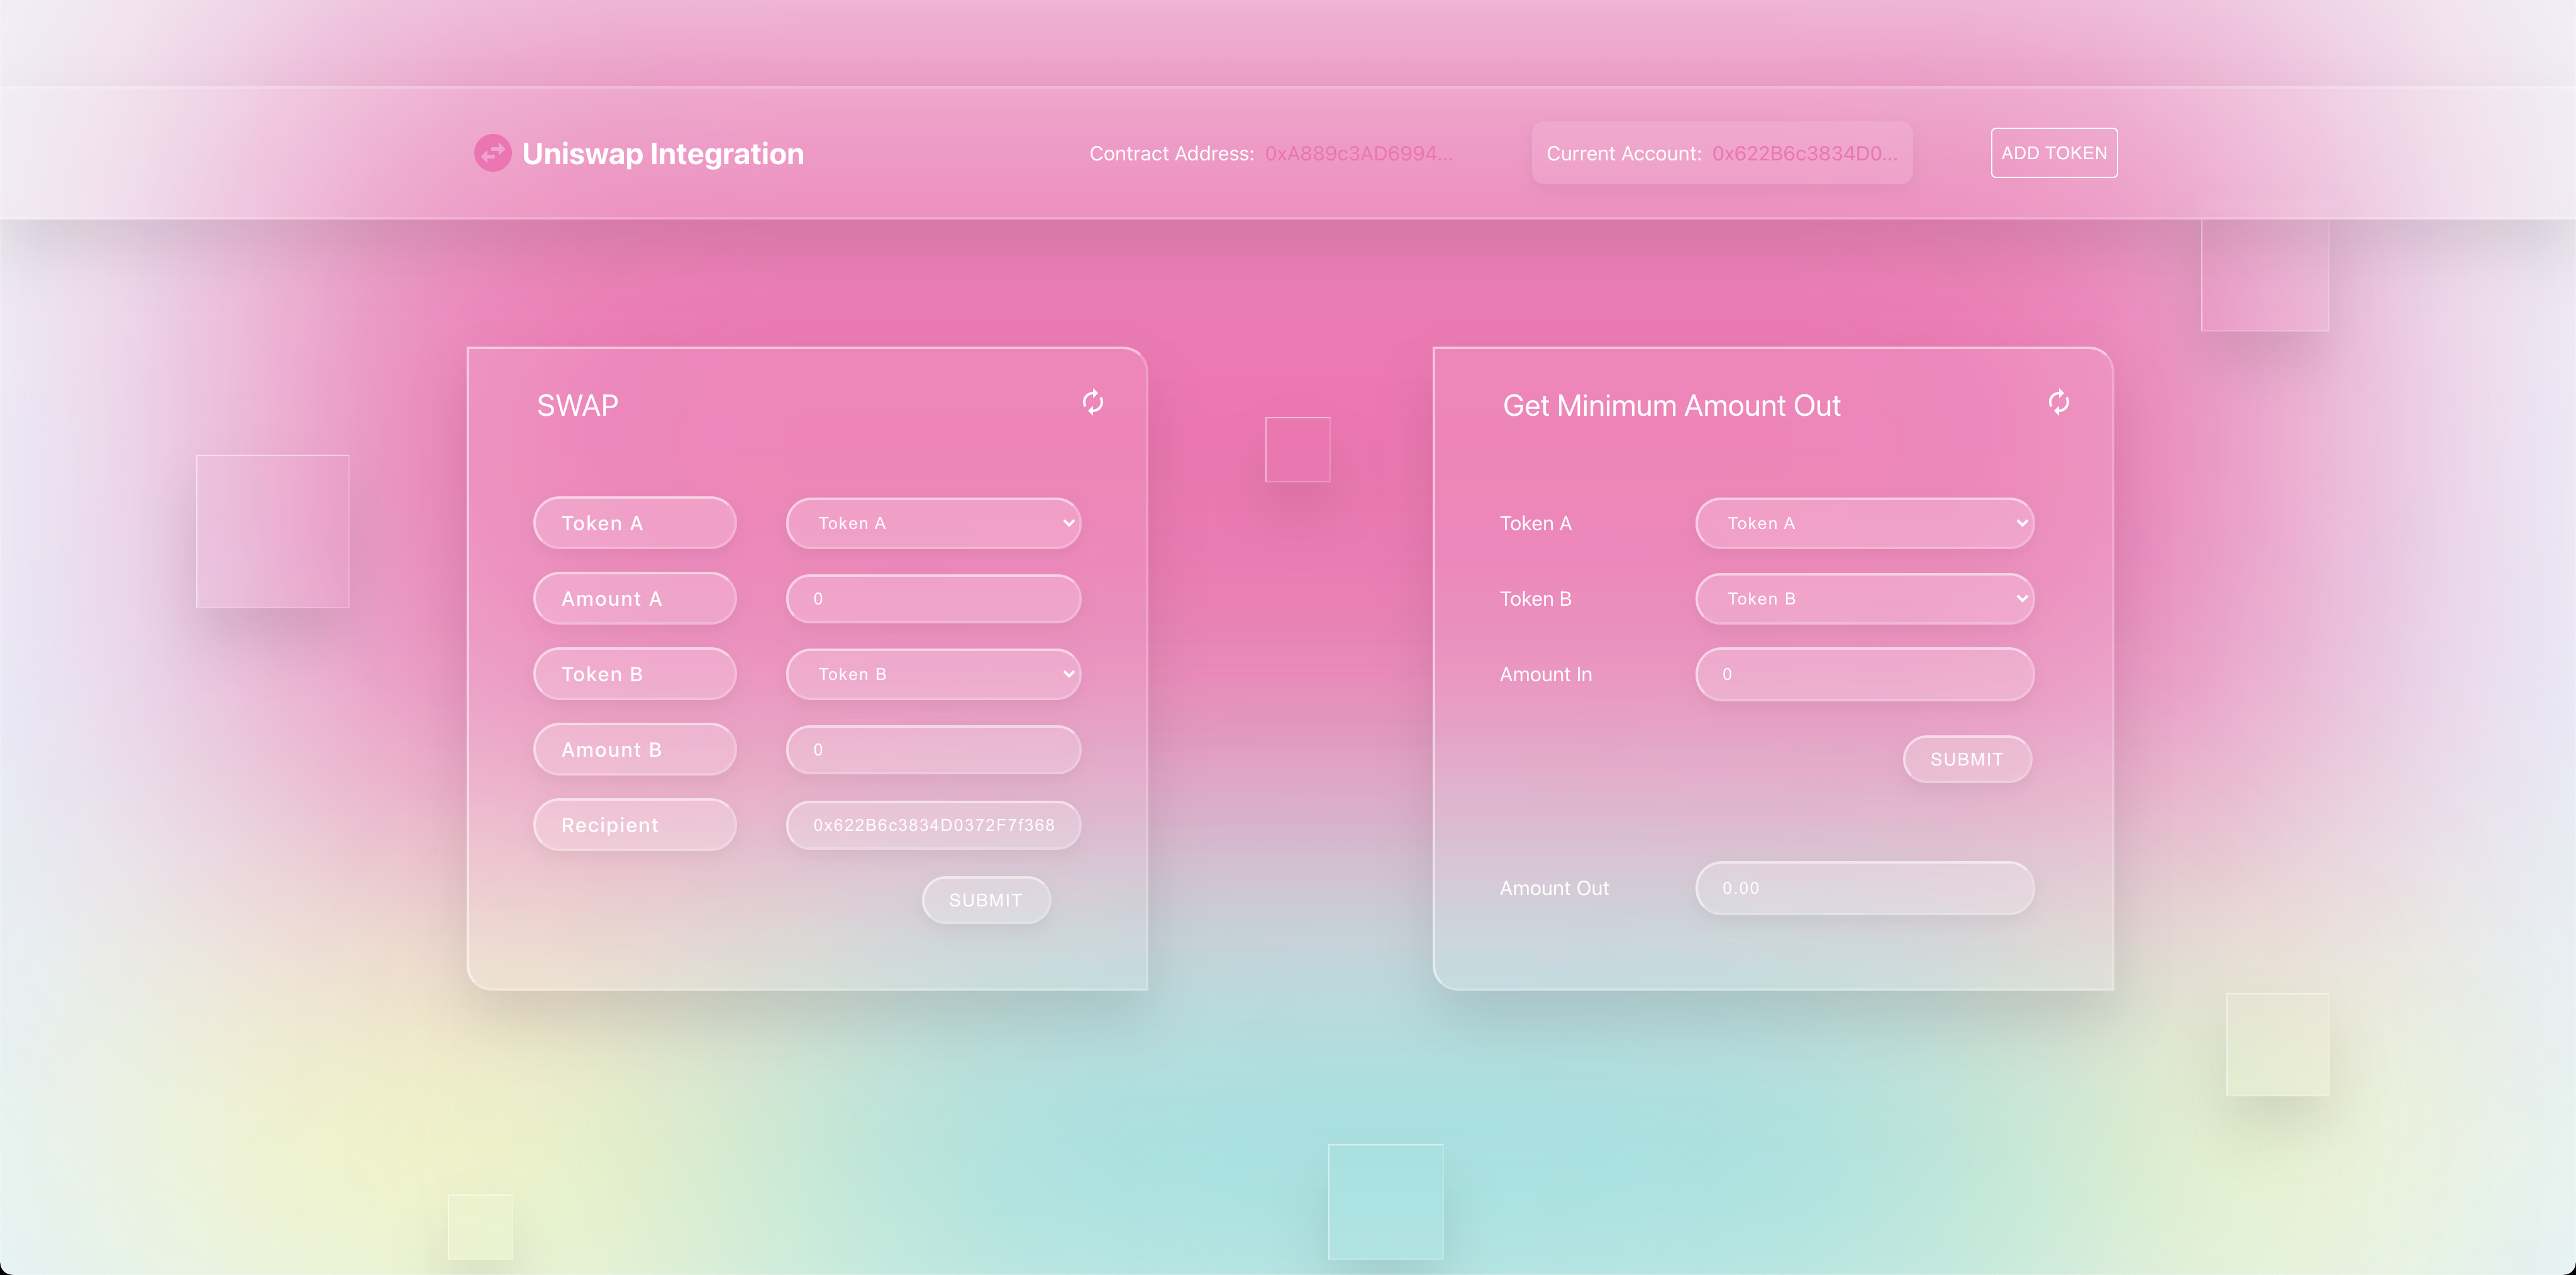 Uniswap Integration
Contract Address: 0xA889c3AD6994...
Current Account: 0x622B6c3834D0...
ADD TOKEN
SWAP
Token A
Token A
Amount A
0
Token B
Token B
Amount B
0
Recipient
0x622B6c3834D0372F7f368
SUBMIT
Get Minimum Amount Out
Token A
Token A
Token B
Token B
Amount In
0
SUBMIT
Amount Out
0.00